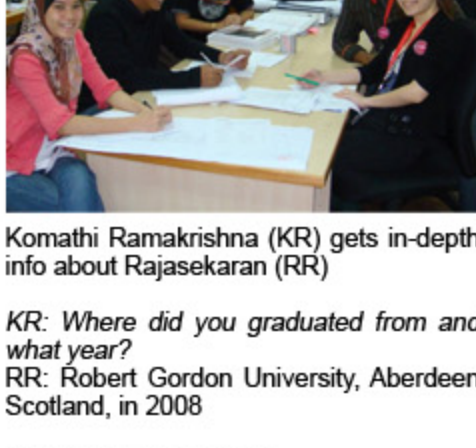 Komathi Ramakrishna (KR) gets in-depth
info about Rajasekaran (RR)
KR: Where did you graduated from and
what year?
RR: Robert Gordon University, Aberdeen
Scotland, in 2008